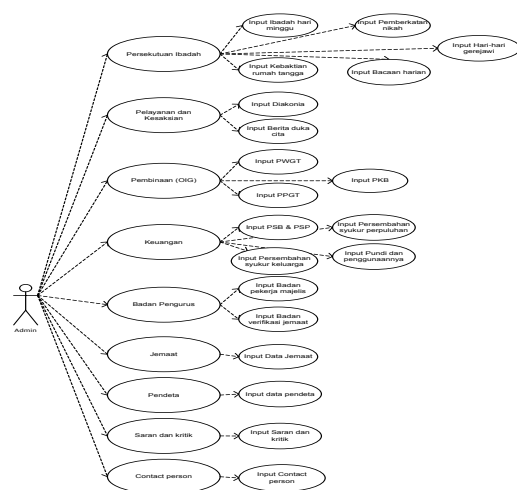 Input Ibadah hari
minggu
Input Pemberkatan
nikah
Input Hari-hari
gerejawi
Persekutuan Ibadah
Input Kebaktian
rumah tangga
Input Bacaan harian
Pelayanan dan
Kesaksian
Input Diakonia
Input Berita duka
cita
Pembinaan (OIG)
Input PWGT
Input PKB
Input PPGT
Keuangan
Input PSB & PSP
Input Persembahan
syukur perpuluhan
Input Persembahan
syukur keluarga
Input Pundi dan
penggunaannya
Admin
Badan Pengurus
Input Badan
pekerja majelis
Input Badan
verifikasi jemaat
Jemaat
Input Data Jemaat
Pendeta
Input data pendeta
Saran dan kritik
Input Saran dan
kritik
Contact person
Input Contact
person